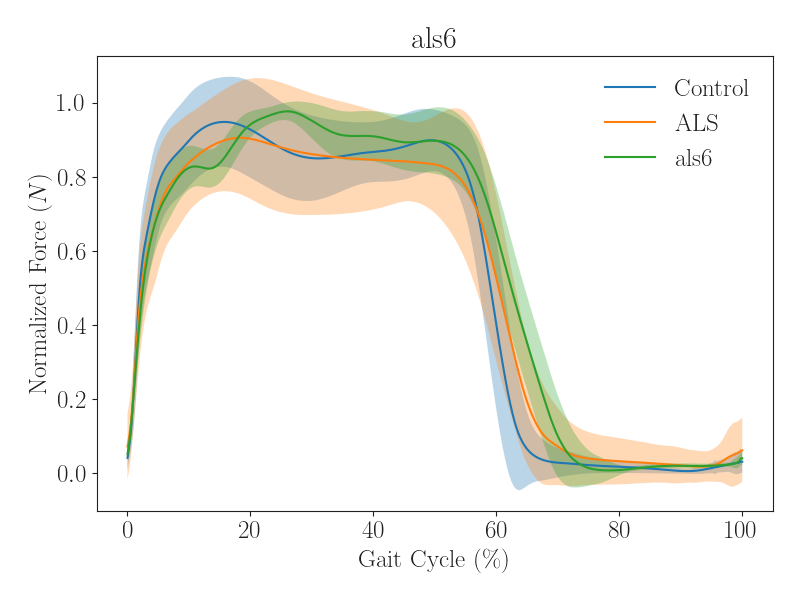 als6
Control
ALS
als6
1.0
0.8
0.6
0.4
0.2
0.0
Normalized Force (N)
0 20 40 60 80 100
Gait Cycle (%)